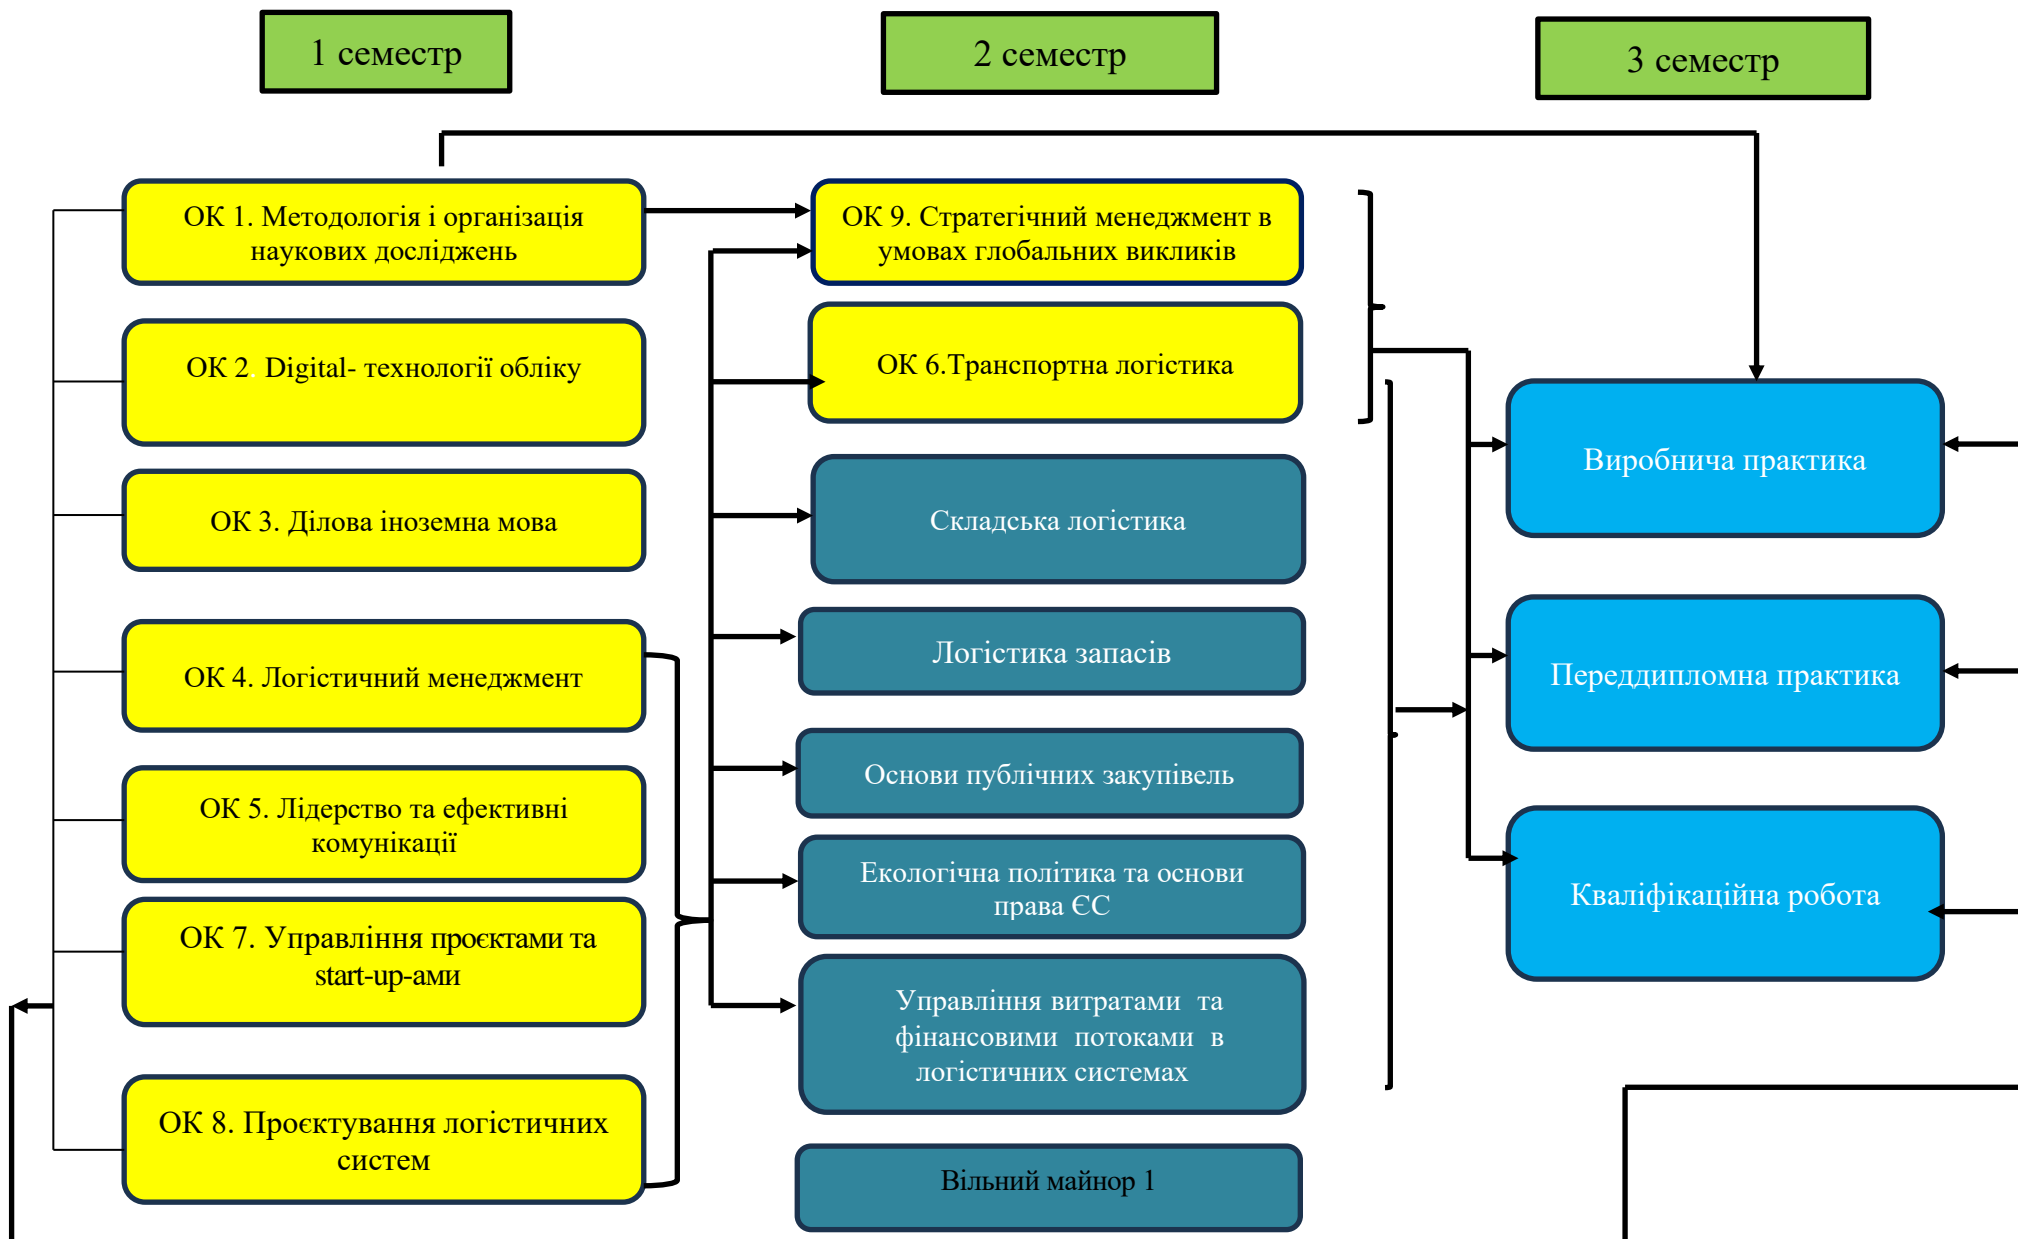 1 семестр
2 семестр
3 семестр
ОК 1. Методологія і організація
наукових досліджень
ОК 2. Digital- технології обліку
ОК 3. Ділова іноземна мова
ОК 4. Логістичний менеджмент
ОК 5. Лідерство та ефективні
комунікації
ОК 7. Управління проєктами та
start-up-ами
ОК 8. Проєктування логістичних
систем
ОК 9. Стратегічний менеджмент в
умовах глобальних викликів
ОК 6.Транспортна логістика
Складська логістика
Логістика запасів
Основи публічних закупівель
Екологічна політика та основи
права ЄС
Управління витратами та
фінансовими потоками в
логістичних системах
Вільний майнор 1
Виробнича практика
Переддипломна практика
Кваліфікаційна робота